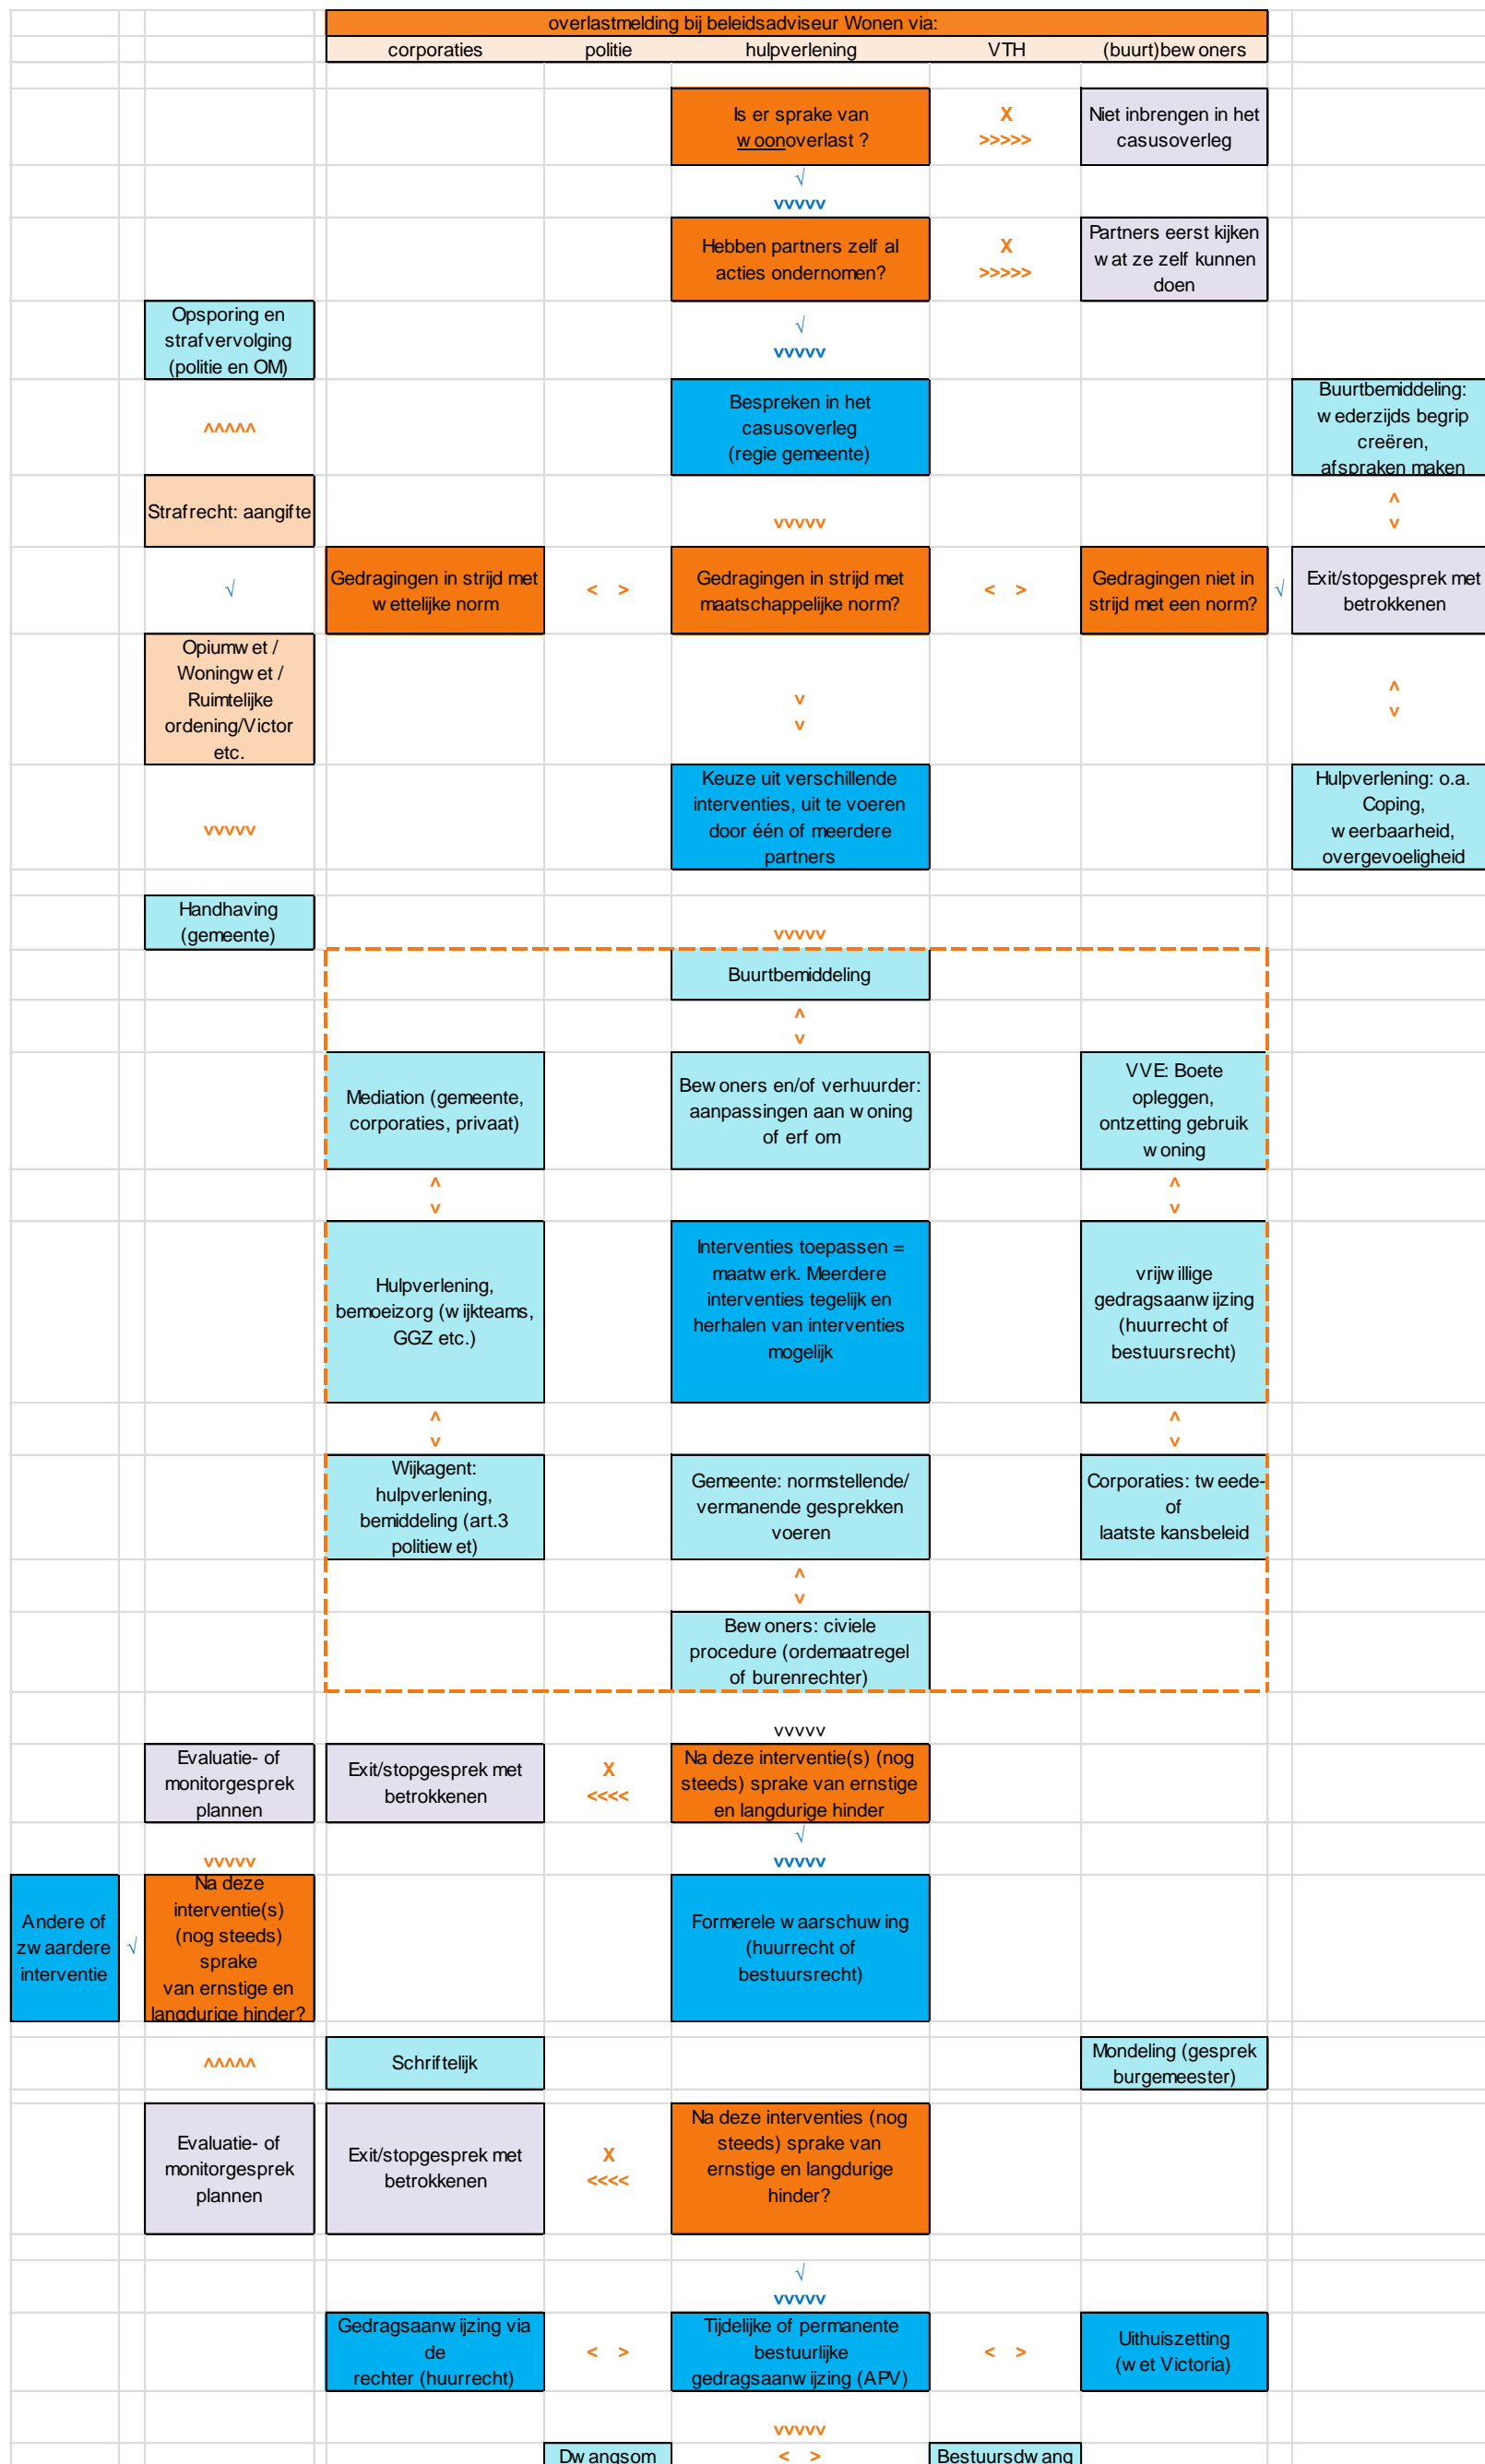 overlastmelding bij beleidsadviseur Wonen via:
corporaties politie hulpverlening VTH (buurt)bewoners
Is er sprake van
woonoverlast ?
X
>>>>>
Niet inbrengen in het
casusoverleg
√
vvvvv
Hebben partners zelf al
acties ondernomen?
X
>>>>>
Partners eerst kijken
wat ze zelf kunnen
doen
Opsporing en
strafvervolging
(politie en OM)
√
vvvvv
^^^^^
Bespreken in het
casusoverleg
(regie gemeente)
Buurtbemiddeling:
wederzijds begrip
creëren,
afspraken maken
Strafrecht: aangifte
vvvvv
^
v
√
Gedragingen in strijd met
wettelijke norm
< >
Gedragingen in strijd met
maatschappelijke norm?
< >
Gedragingen niet in
strijd met een norm?
√
Exit/stopgesprek met
betrokkenen
Opiumwet /
Woningwet /
Ruimtelijke
ordening/Victor
etc.
v
v
^
v
vvvvv
Keuze uit verschillende
interventies, uit te voeren
door één of meerdere
partners
Hulpverlening: o.a.
Coping,
weerbaarheid,
overgevoeligheid
Handhaving
(gemeente)
vvvvv
Buurtbemiddeling
^
v
Mediation (gemeente,
corporaties, privaat)
Bewoners en/of verhuurder:
aanpassingen aan woning
of erf om
VVE: Boete
opleggen,
ontzetting gebruik
woning
^
v
^
v
Hulpverlening,
bemoeizorg (wijkteams,
GGZ etc.)
Interventies toepassen =
maatwerk. Meerdere
interventies tegelijk en
herhalen van interventies
mogelijk
vrijwillige
gedragsaanwijzing
(huurrecht of
bestuursrecht)
^
v
^
v
Wijkagent:
hulpverlening,
bemiddeling (art.3
politiewet)
Gemeente: normstellende/
vermanende gesprekken
voeren
Corporaties: tweede-
of
laatste kansbeleid
^
v
Bewoners: civiele
procedure (ordemaatregel
of burenrechter)
vvvvv
Evaluatie- of
monitorgesprek
plannen
Exit/stopgesprek met
betrokkenen
X
<<<<
Na deze interventie(s) (nog
steeds) sprake van ernstige
en langdurige hinder
vvvvv
√
vvvvv
Andere of
zwaardere
interventie
√
Na deze
interventie(s)
(nog steeds)
sprake
van ernstige en
langdurige hinder?
Formerele waarschuwing
(huurrecht of
bestuursrecht)
^^^^^
Schriftelijk
Mondeling (gesprek
burgemeester)
Evaluatie- of
monitorgesprek
plannen
Exit/stopgesprek met
betrokkenen
X
<<<<
Na deze interventies (nog
steeds) sprake van
ernstige en langdurige
hinder?
√
vvvvv
Gedragsaanwijzing via
de
rechter (huurrecht)
< >
Tijdelijke of permanente
bestuurlijke
gedragsaanwijzing (APV)
< >
Uithuiszetting
(wet Victoria)
vvvvv
Dwangsom
< >
Bestuursdwang